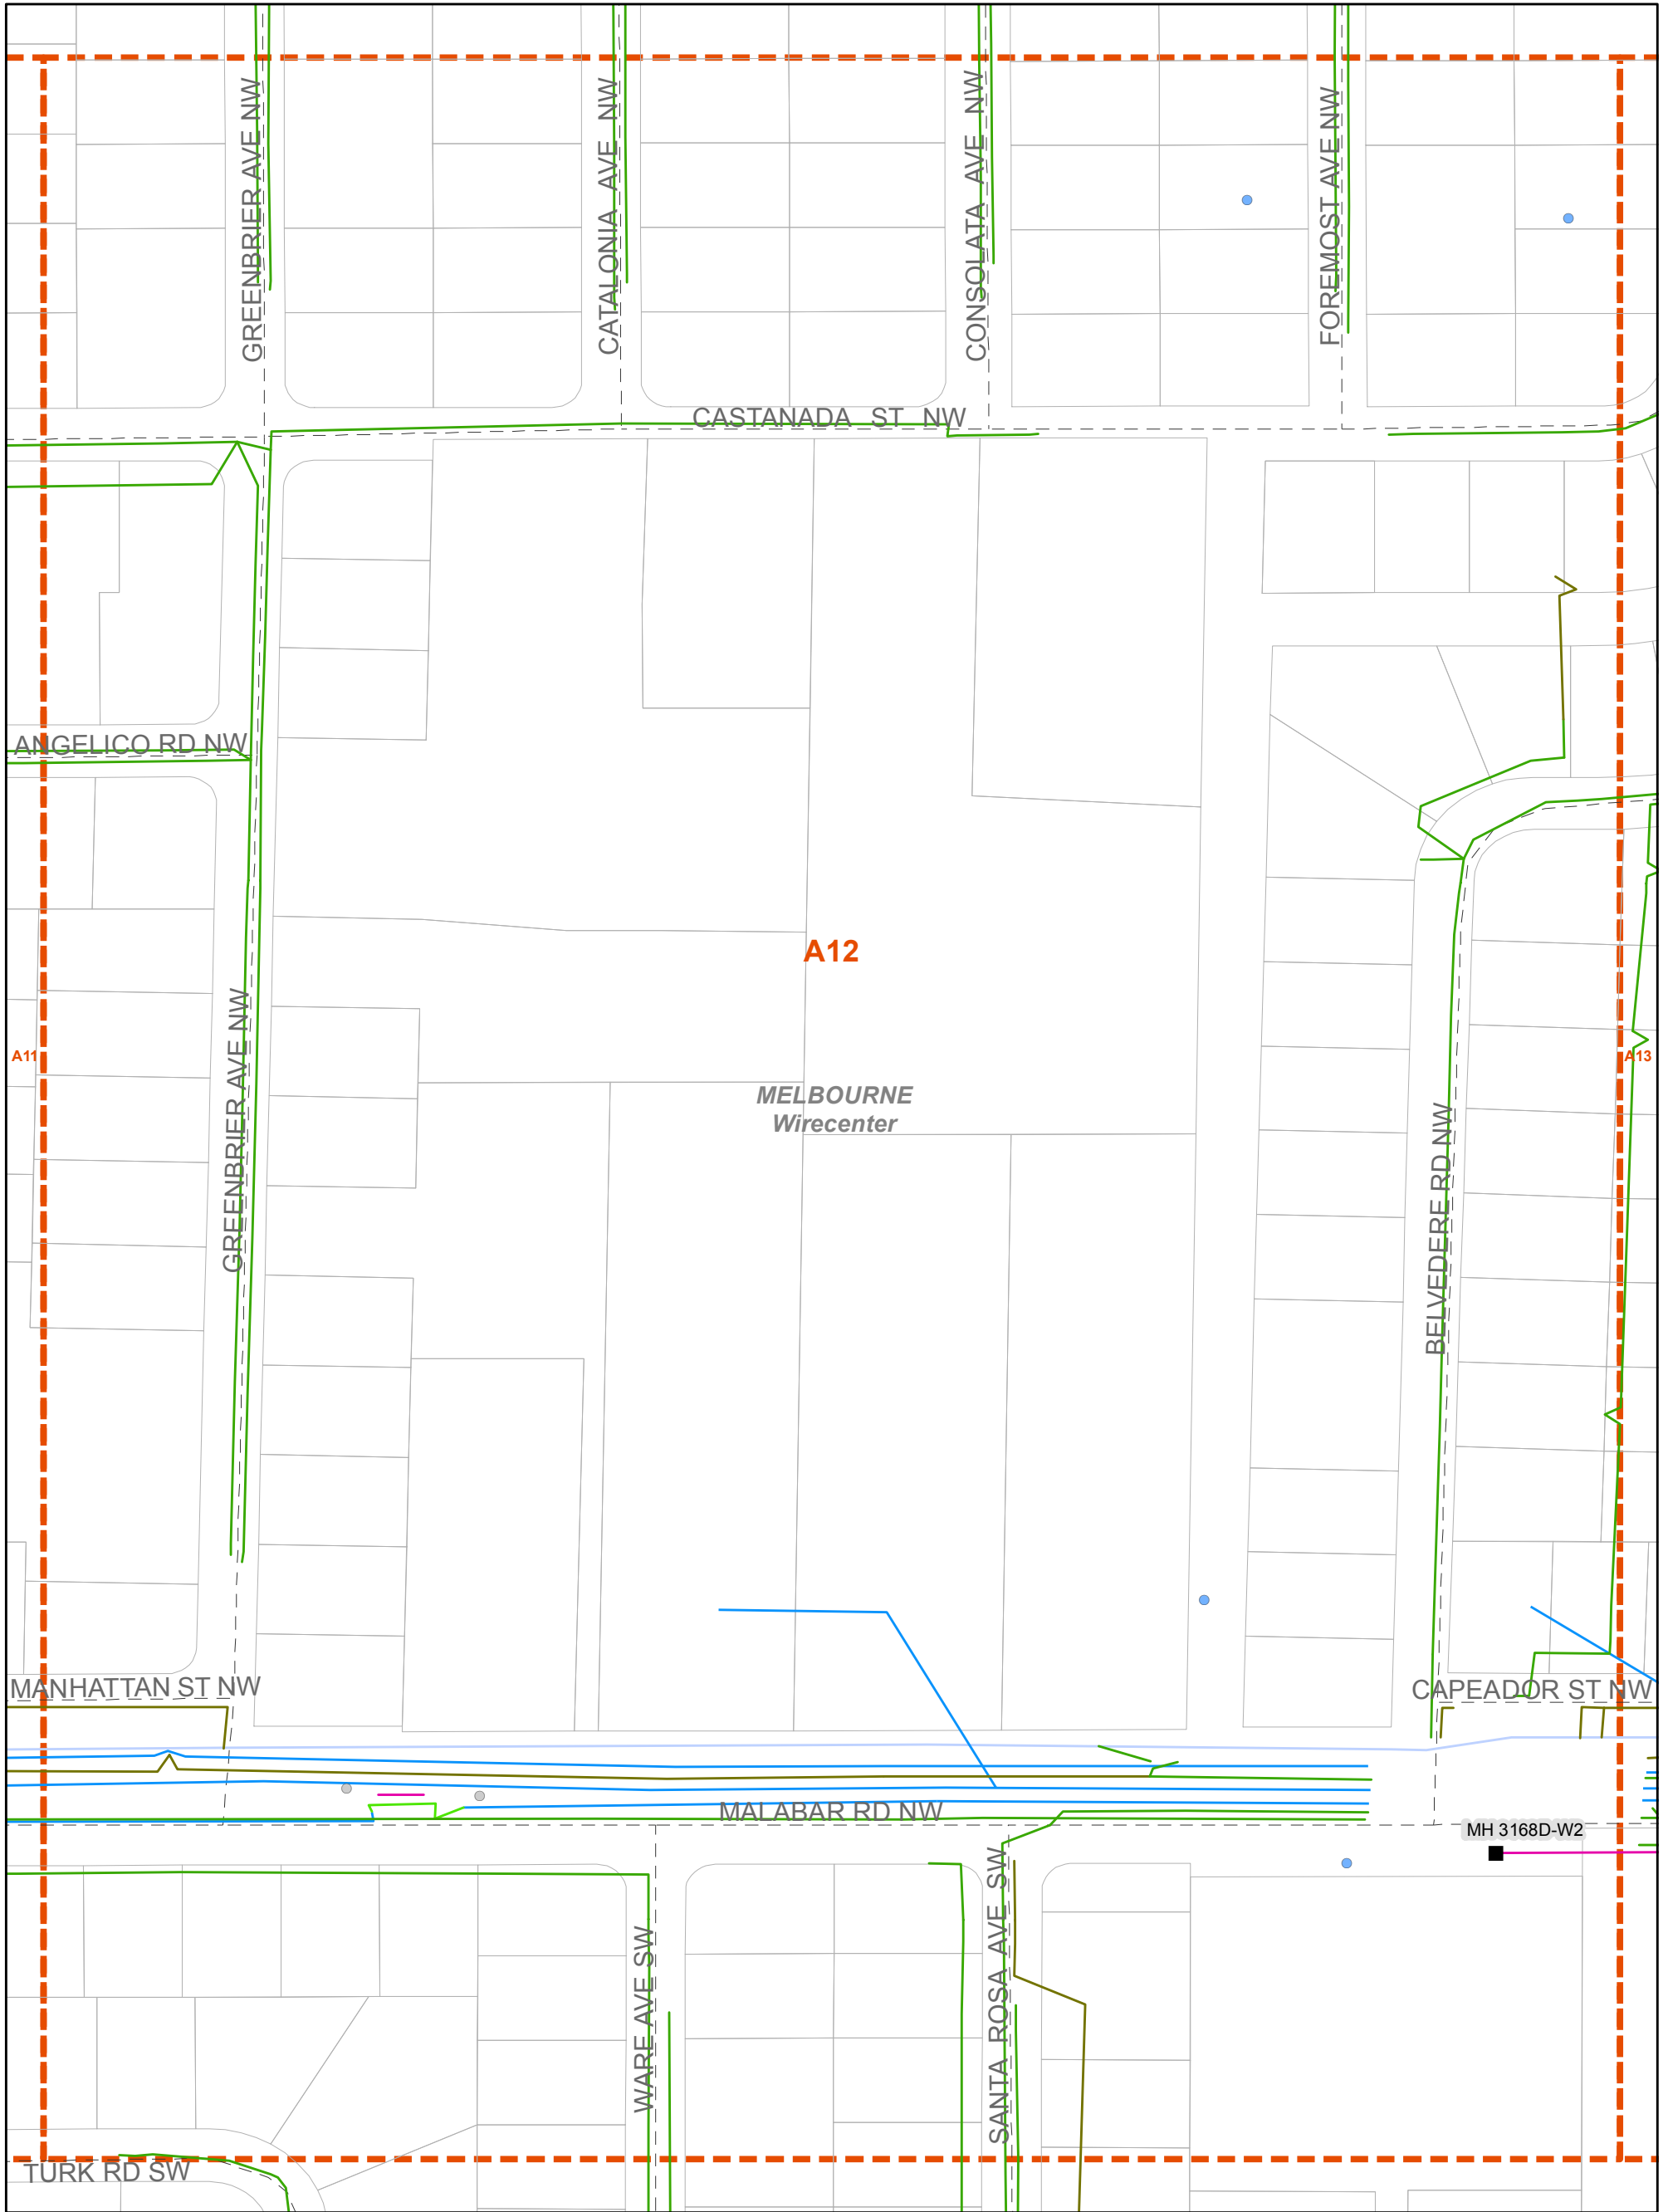 GREENBRIER AVE NW
CATALONIA AVE NW
CONSOLATA AVE NW
FOREMOST AVE NW
CASTANADA ST NW
ANGELICO RD NW
A12
A11
A13
MELBOURNE
Wirecenter
GREENBRIER AVE NW
BELVEDERE RD NW
MANHATTAN ST NW
CAPEADOR ST NW
MALABAR RD NW
MH 3168D-W2
WARE AVE SW
SANTA ROSA AVE SW
TURK RD SW